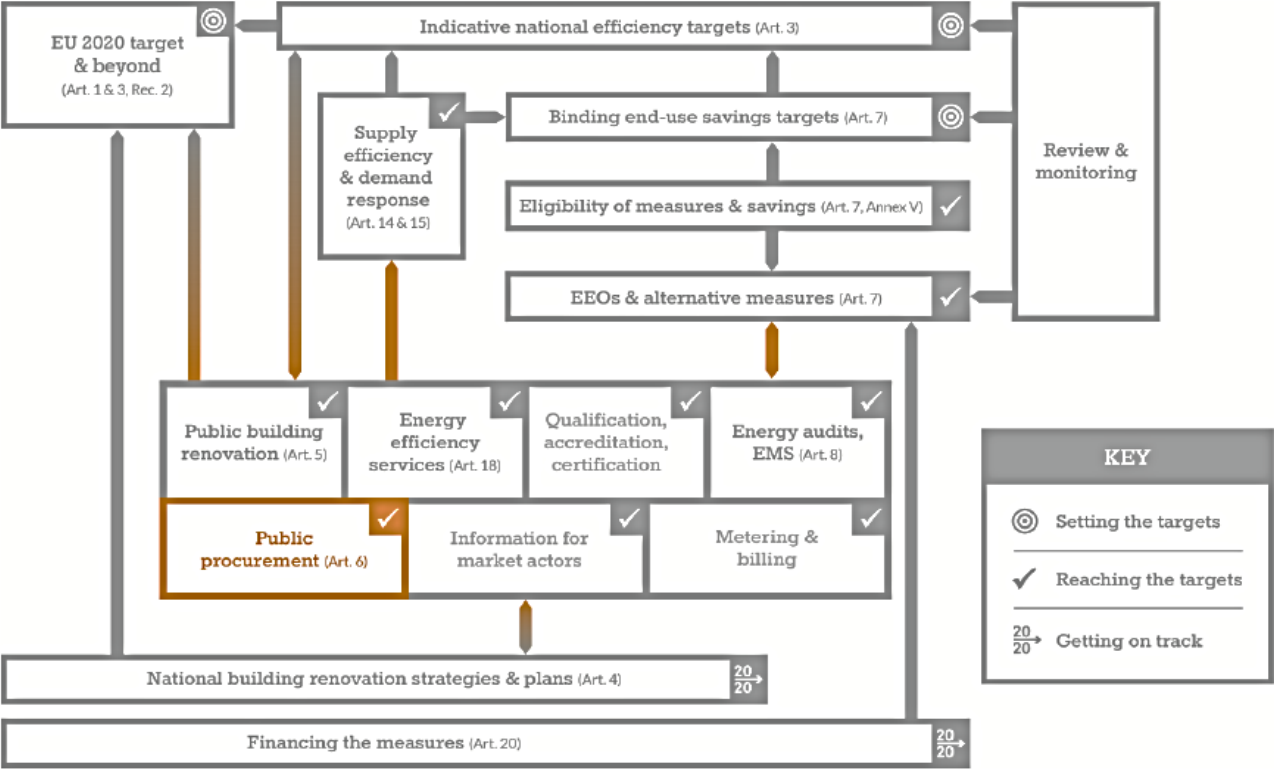 EU 2020 target
& beyond
(Art. 1 & 3, Rec. 2)
Indicative national efficiency targets (Art. 3)
Supply
efficiency
& demand
response
(Art. 14 & 15)
Binding end-use savings targets (Art. 7)
Eligibility of measures & savings (Art. 7, Annex V)
EEOs & alternative measures (Art. 7)
Review &
monitoring
Public building
renovation (Art. 5)
Energy
efficiency
services (Art. 18)
Qualification,
accreditation,
certification
Energy audits,
EMS (Art. 8)
Public
procurement (Art. 6)
Information for
market actors
Metering &
billing
National building renovation strategies & plans (Art. 4)
20
20
Financing the measures (Art. 20)
20
20
KEY
Setting the targets
Reaching the targets
20
20
Getting on track